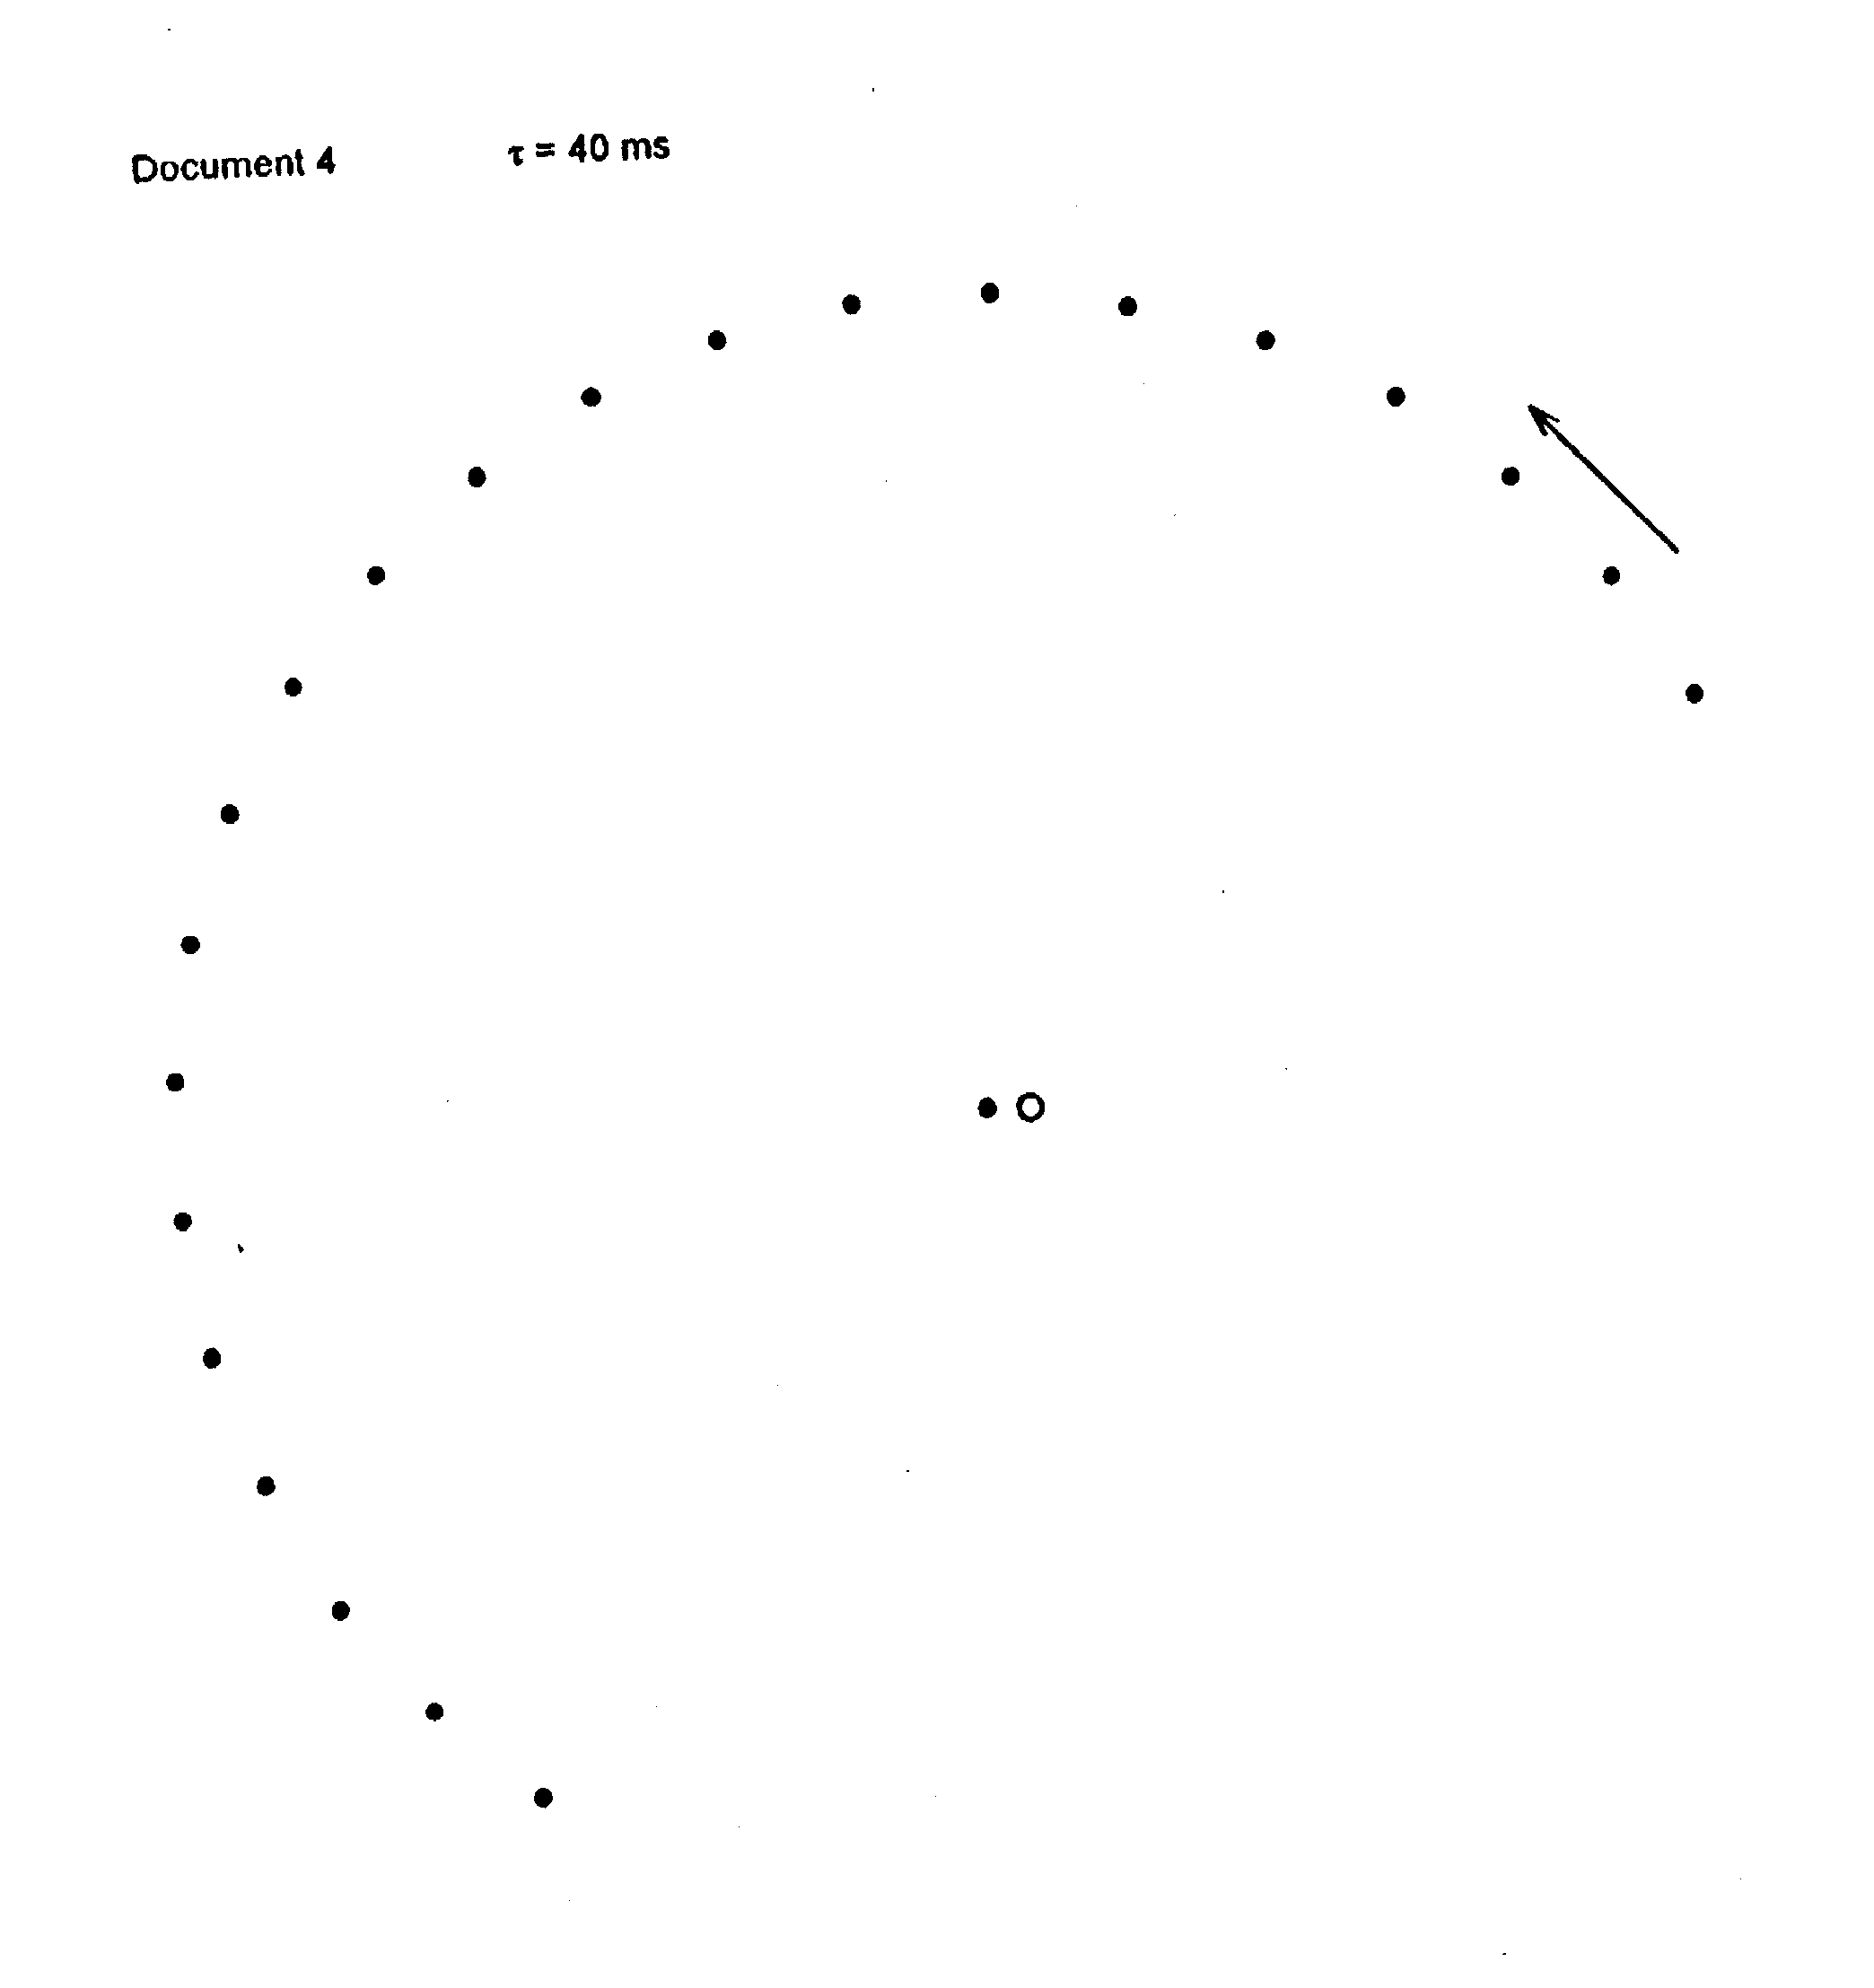 Document 4 τ = 40 ms